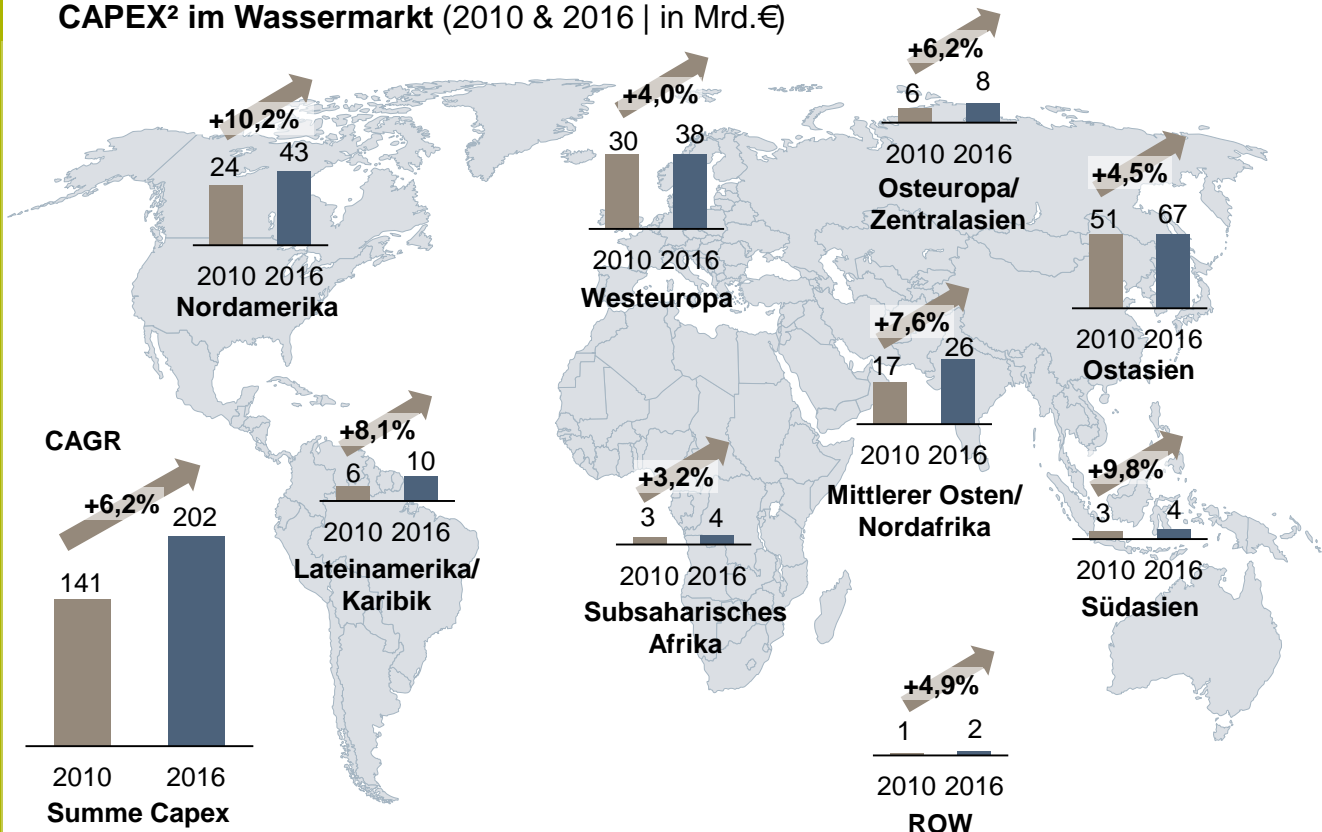 CAPEX² im Wassermarkt (2010 & 2016 | in Mrd.€)
+10,2%
24 43
2010 2016
Nordamerika
+4,0%
30 38
2010 2016
Westeuropa
+6,2%
6 8
2010 2016
Osteuropa/
Zentralasien
+4,5%
51 67
2010 2016
Ostasien
+7,6%
17 26
2010 2016
Mittlerer Osten/
Nordafrika
+8,1%
6 10
2010 2016
Lateinamerika/
Karibik
+3,2%
3 4
2010 2016
Subsaharisches
Afrika
+9,8%
3 4
2010 2016
Südasien
CAGR
+6,2%
141 202
2010 2016
Summe Capex
+4,9%
1 2
2010 2016
ROW